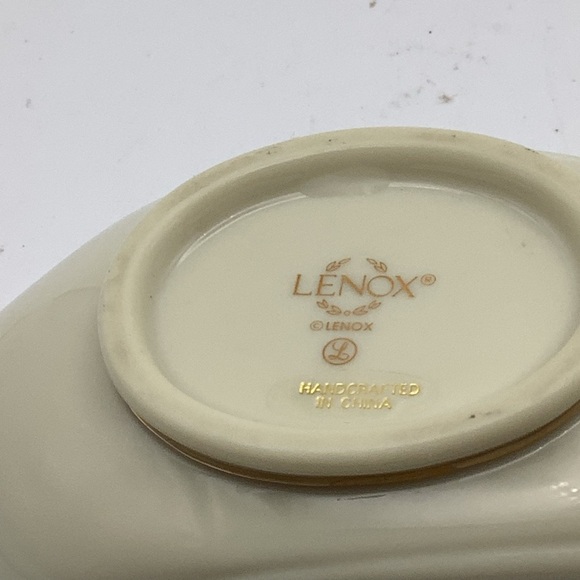 LENOX®
© LENOX
L
HANDCRAFTED
IN CHINA